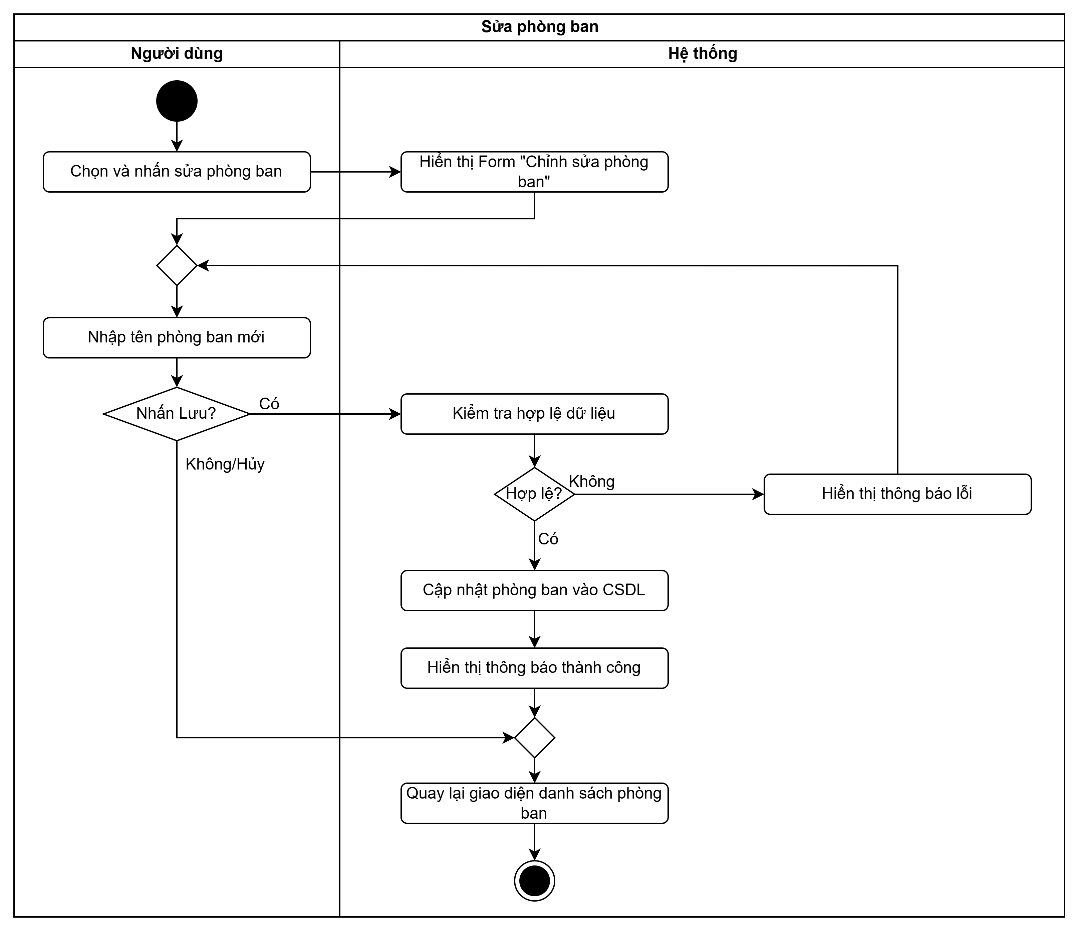 Sửa phòng ban
Người dùng
Hệ thống
Chọn và nhấn sửa phòng ban
Hiển thị Form "Chỉnh sửa phòng
ban"
Nhập tên phòng ban mới
Nhấn Lưu?
Có
Kiểm tra hợp lệ dữ liệu
Không/Hủy
Hợp lệ?
Không
Hiển thị thông báo lỗi
Có
Cập nhật phòng ban vào CSDL
Hiển thị thông báo thành công
Quay lại giao diện danh sách phòng
ban